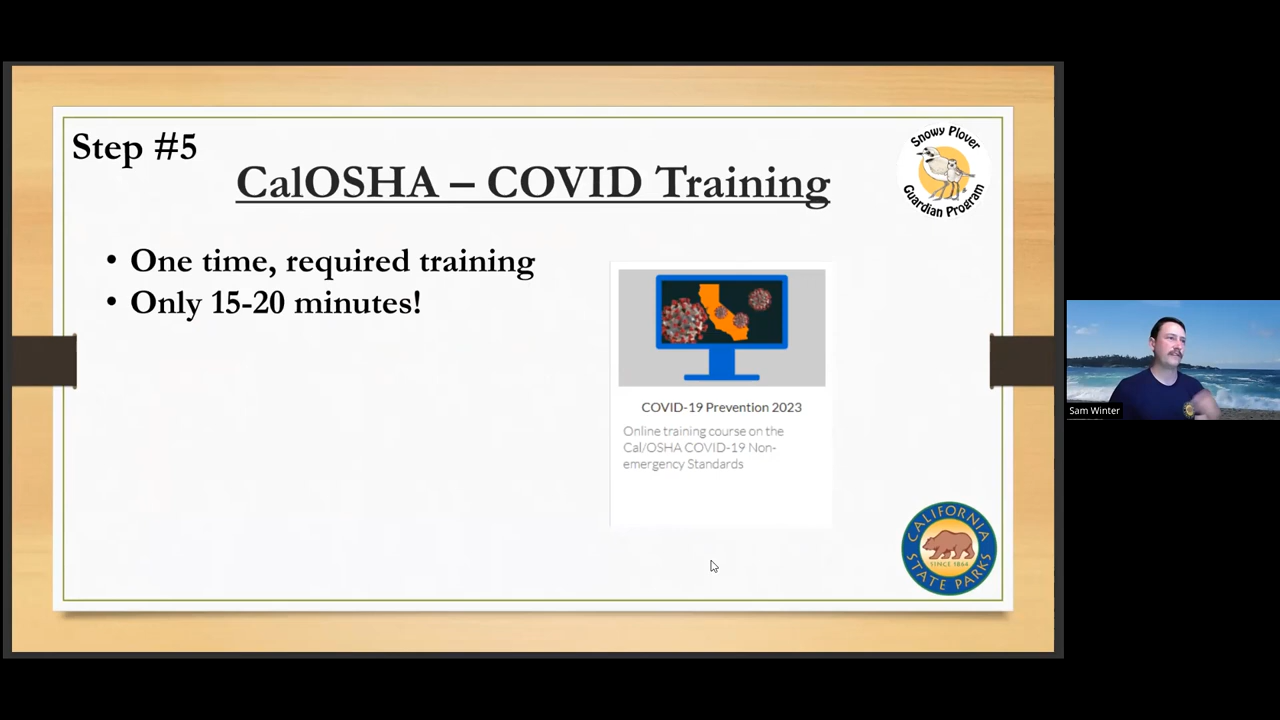 Step #5
CalOSHA – COVID Training
Snowy Plover
Guardian Program
• One time, required training
• Only 15-20 minutes!
COVID-19 Prevention 2023
Online training course on the
Cal/OSHA COVID-19 Non-
emergency Standards
Sam Winter
CALIFORNIA
SINCE 1864
STATE PARKS